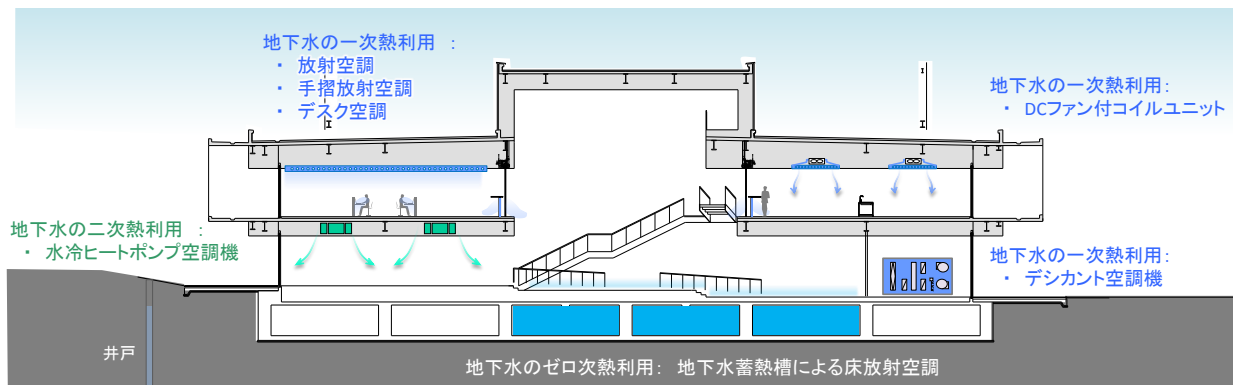 地下水の一次熱利用　：
・ 放射空調
・ 手摺放射空調
・ デスク空調
地下水の一次熱利用：
・ DCファン付コイルユニット
地下水の二次熱利用　：
・ 水冷ヒートポンプ空調機
地下水の一次熱利用：
・ デシカント空調機
井戸
地下水のゼロ次熱利用：　地下水蓄熱槽による床放射空調